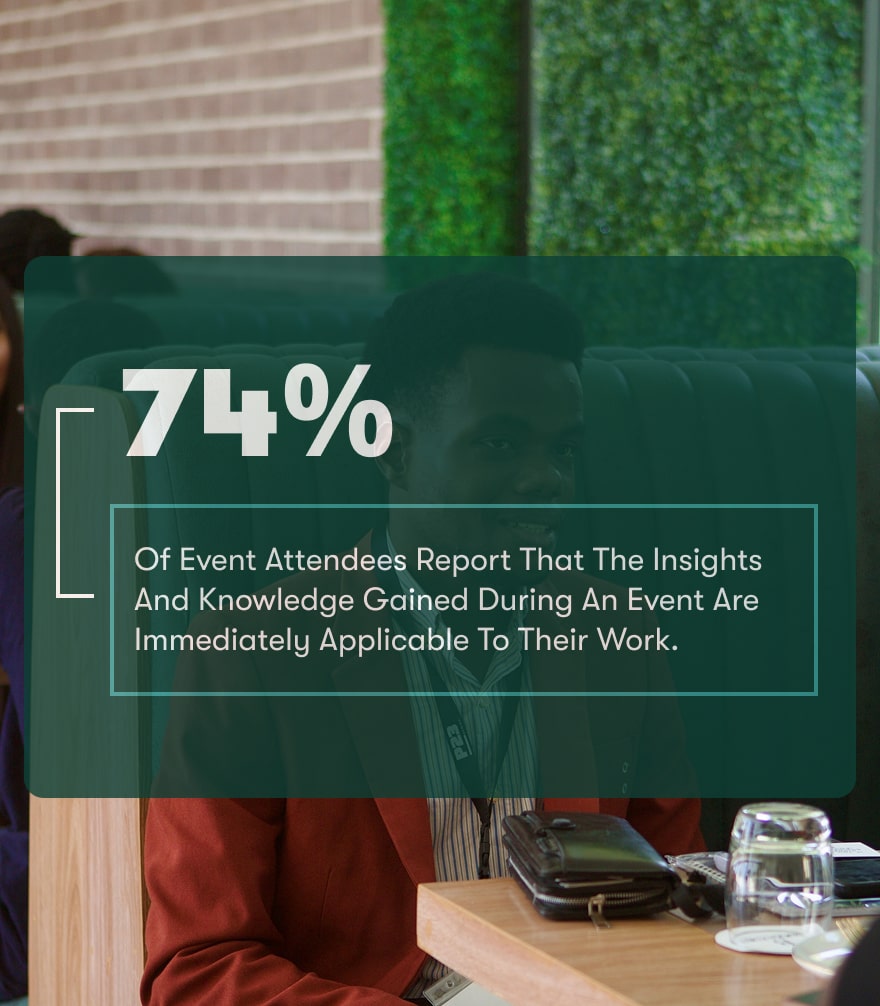 74%
Of Event Attendees Report That The Insights
And Knowledge Gained During An Event Are
Immediately Applicable To Their Work.